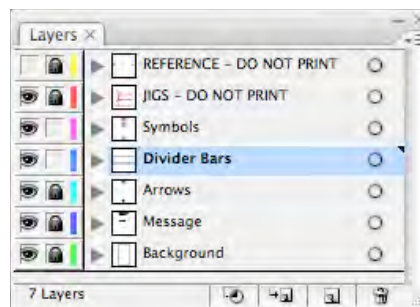 Layers ×
REFERENCE – DO NOT PRINT
JIGS – DO NOT PRINT
Symbols
Divider Bars
Arrows
Message
Background
7 Layers